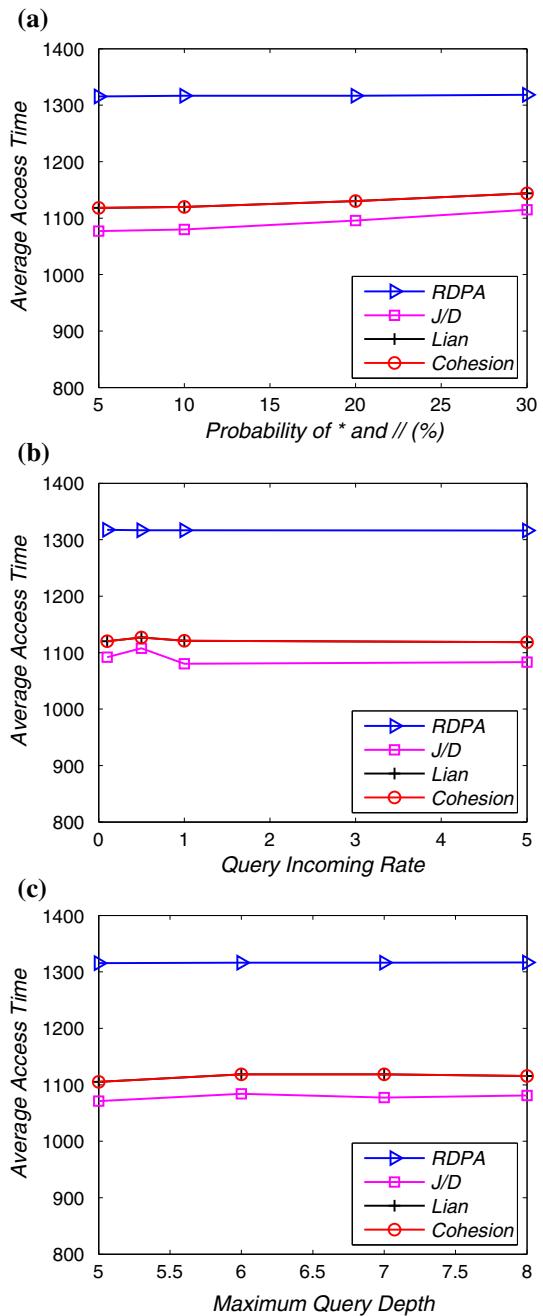 (a)
1400
1300
1200
1100
1000
900
800
Average Access Time
5 10 15 20 25 30
Probability of * and // (%)
RDPA
J/D
Lian
Cohesion
(b)
1400
1300
1200
1100
1000
900
800
Average Access Time
0 1 2 3 4 5
Query Incoming Rate
RDPA
J/D
Lian
Cohesion
(c)
1400
1300
1200
1100
1000
900
800
Average Access Time
5 5.5 6 6.5 7 7.5 8
Maximum Query Depth
RDPA
J/D
Lian
Cohesion